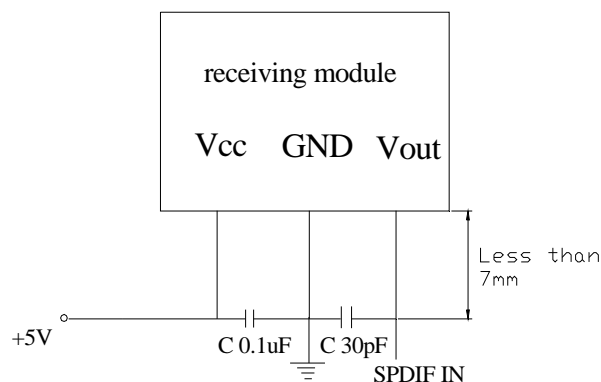 receiving module
Vcc GND Vout
Less than
7mm
+5V
C 0.1uF C 30pF
SPDIF IN